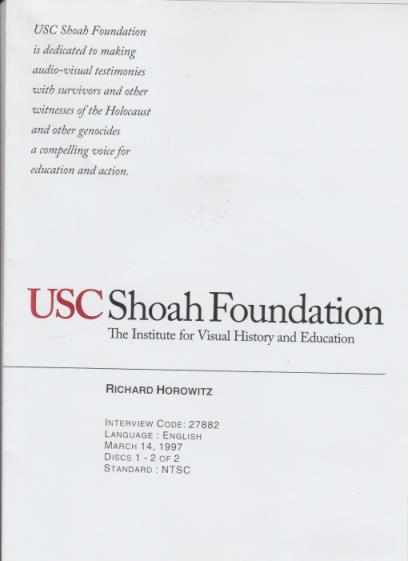 USC Shoah Foundation
is dedicated to making
audio-visual testimonies
with survivors and other
witnesses of the Holocaust
and other genocides
a compelling voice for
education and action.
USC Shoah Foundation
The Institute for Visual History and Education
RICHARD HOROWITZ
INTERVIEW CODE: 27882
LANGUAGE : ENGLISH
MARCH 14, 1997
DISCS 1 - 2 OF 2
STANDARD : NTSC